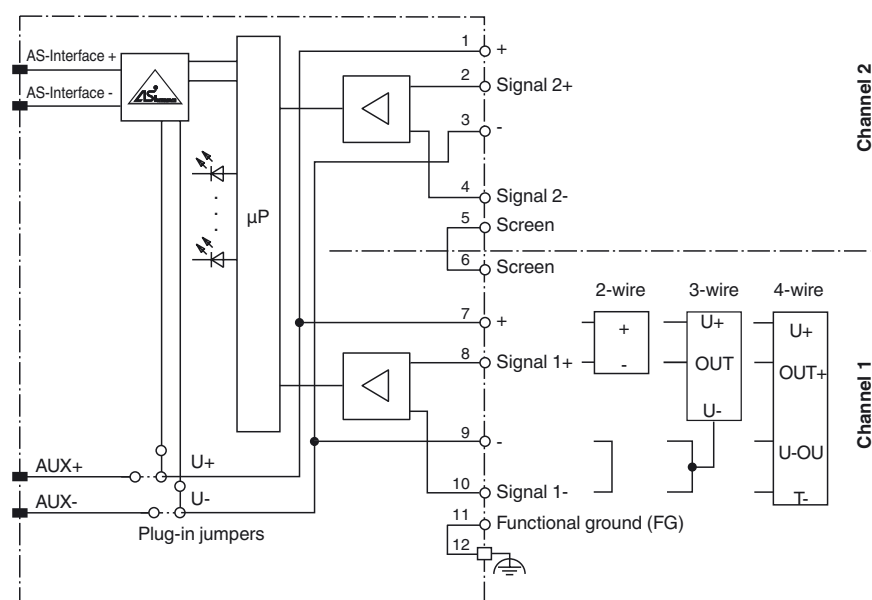 AS-Interface +
AS-Interface -
1
+
2
Signal 2+
3
-
4
Signal 2-
5
Screen
6
Screen
Channel 2
µP
7
+
8
Signal 1+
9
-
10
Signal 1-
11
Functional ground (FG)
12
2-wire
3-wire
4-wire
+
-
U+
OUT
U-
U+
OUT+
U-OU
T-
Channel 1
AUX+
U+
AUX-
U-
Plug-in jumpers